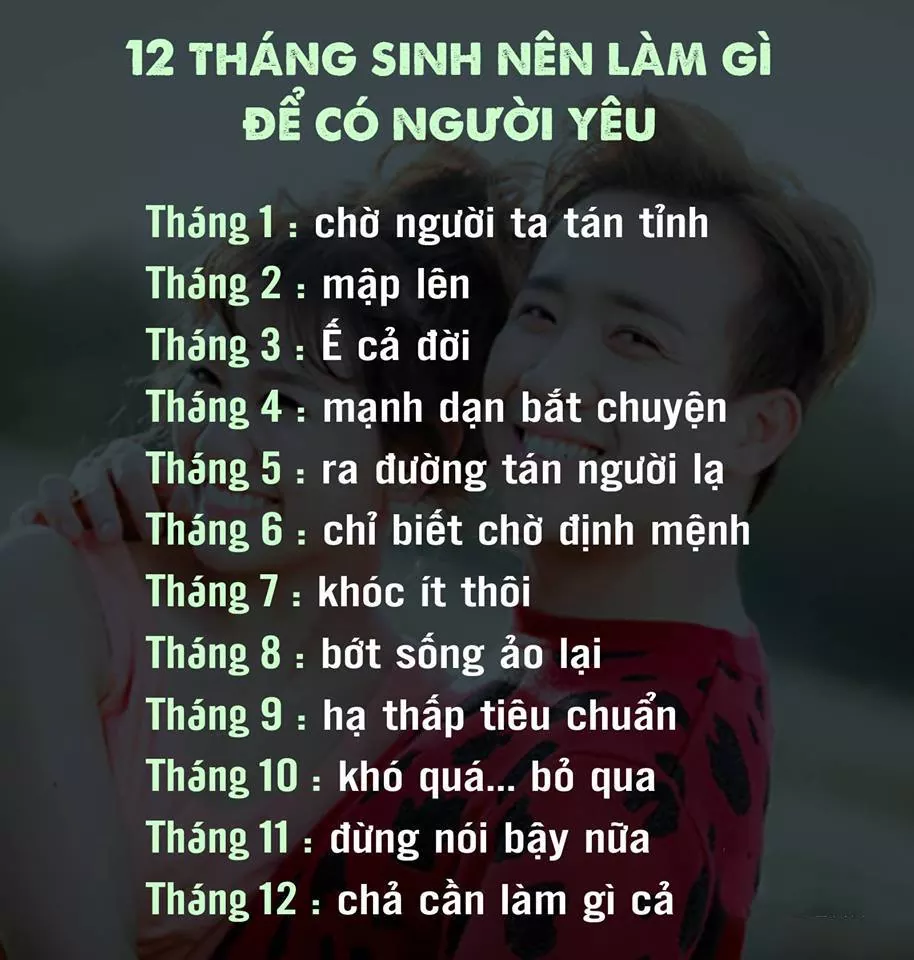 12 THÁNG SINH NÊN LÀM GÌ
ĐỂ CÓ NGƯỜI YÊU
Tháng 1 : chờ người ta tán tỉnh
Tháng 2 : mập lên
Tháng 3 : Ế cả đời
Tháng 4 : mạnh dạn bắt chuyện
Tháng 5 : ra đường tán người lạ
Tháng 6 : chỉ biết chờ định mệnh
Tháng 7 : khóc ít thôi
Tháng 8 : bớt sống ảo lại
Tháng 9 : hạ thấp tiêu chuẩn
Tháng 10 : khó quá... bỏ qua
Tháng 11 : đừng nói bậy nữa
Tháng 12 : chả cần làm gì cả